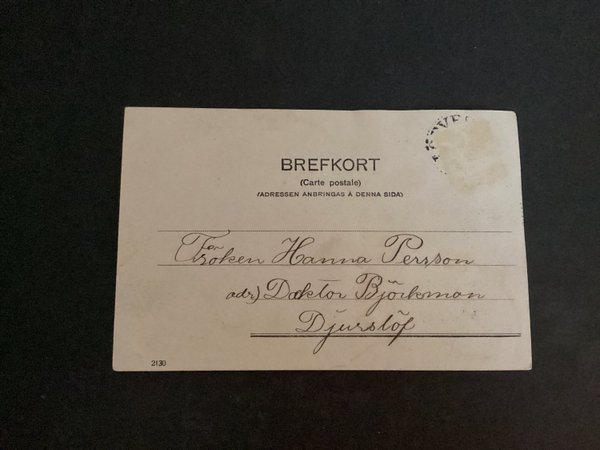 BREFKORT
(Carte postale)
(ADRESSEN ANBRINGAS Å DENNA SIDA)
Fröken Hanna Persson
adr) Doktor Björkman
Djurslöf
2130